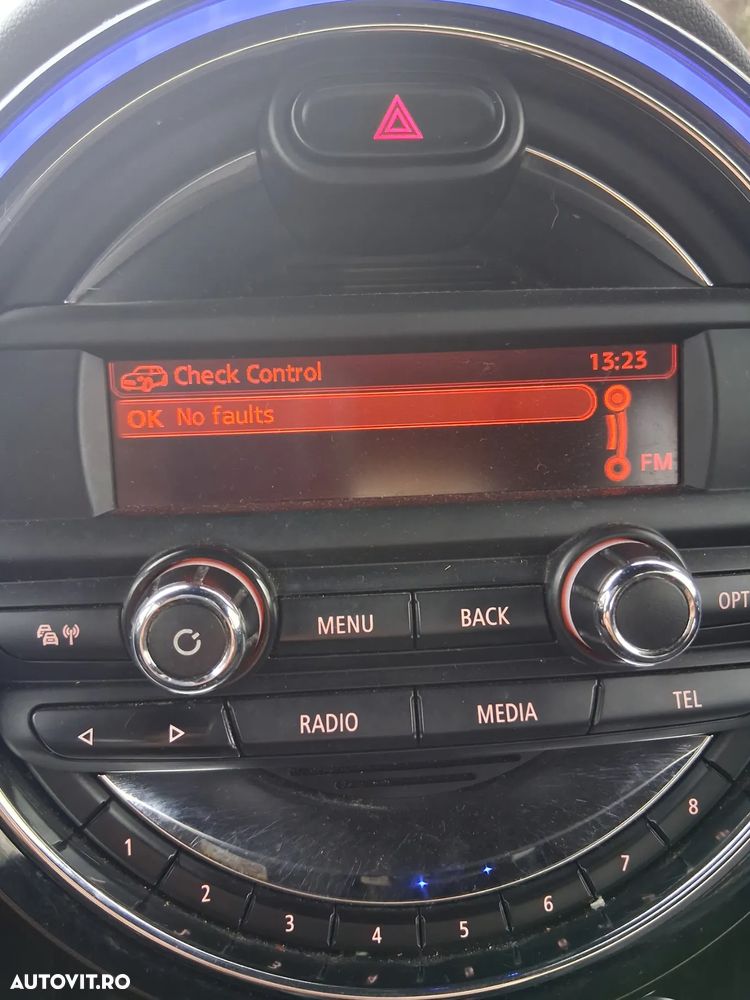 Check Control 13:23
OK No faults
FM
MENU BACK OPT
RADIO MEDIA TEL
1 2 3 4 5 6 7 8
AUTOVIT.RO